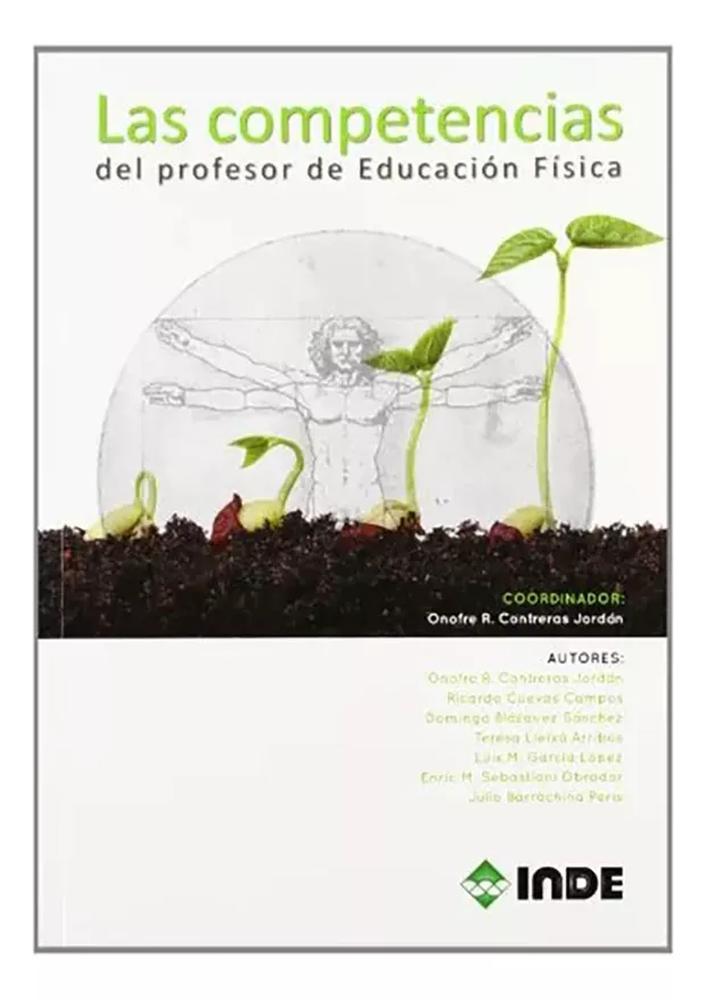 Las competencias
del profesor de Educación Física
COORDINADOR:
Onofre R. Contreras Jordán
AUTORES:
Onofre R. Contreras Jordán
Ricardo Cuevas Campos
Domingo Blázquez Sánchez
Teresa Lleixà Arribas
Luis M. García López
Enric M. Sebastiani Obrador
Julio Barrachina Peris
INDE